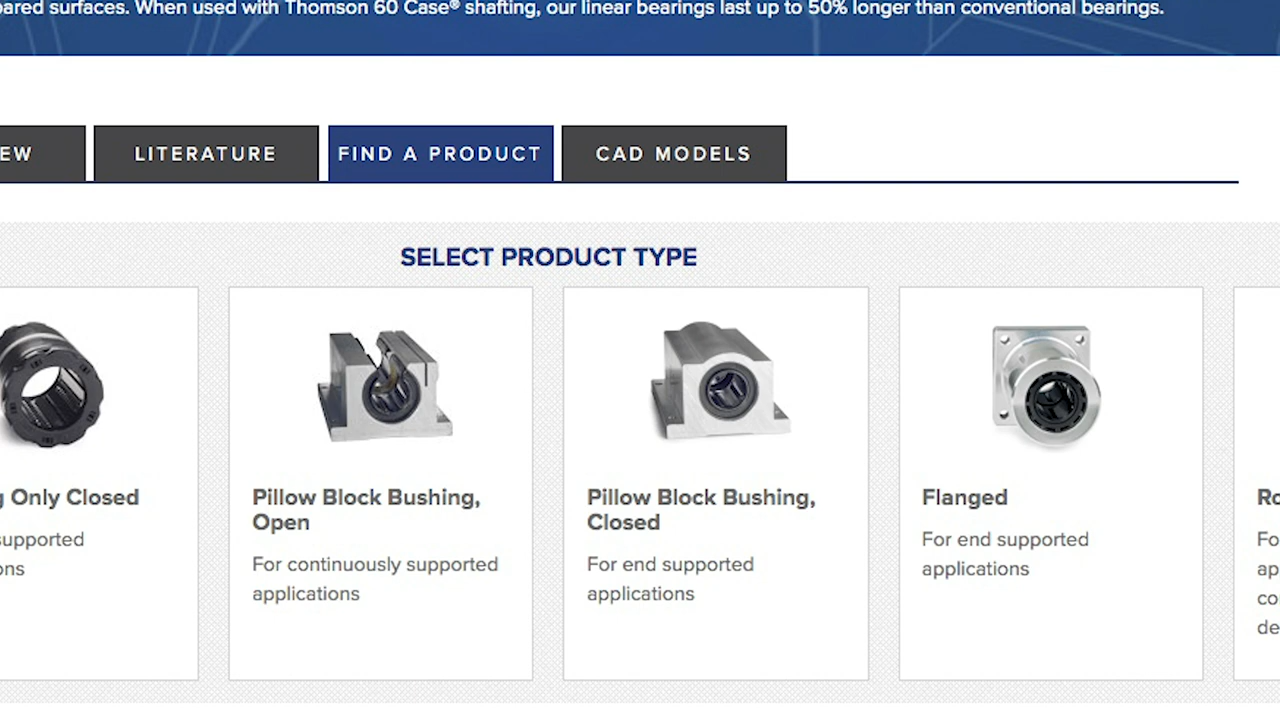 pared surfaces. When used with Thomson 60 Case® shafting, our linear bearings last up to 50% longer than conventional bearings.
EW
LITERATURE
FIND A PRODUCT
CAD MODELS
SELECT PRODUCT TYPE
g Only Closed
supported
ons
Pillow Block Bushing,
Open
For continuously supported
applications
Pillow Block Bushing,
Closed
For end supported
applications
Flanged
For end supported
applications
Ro
Fo
ap
co
de